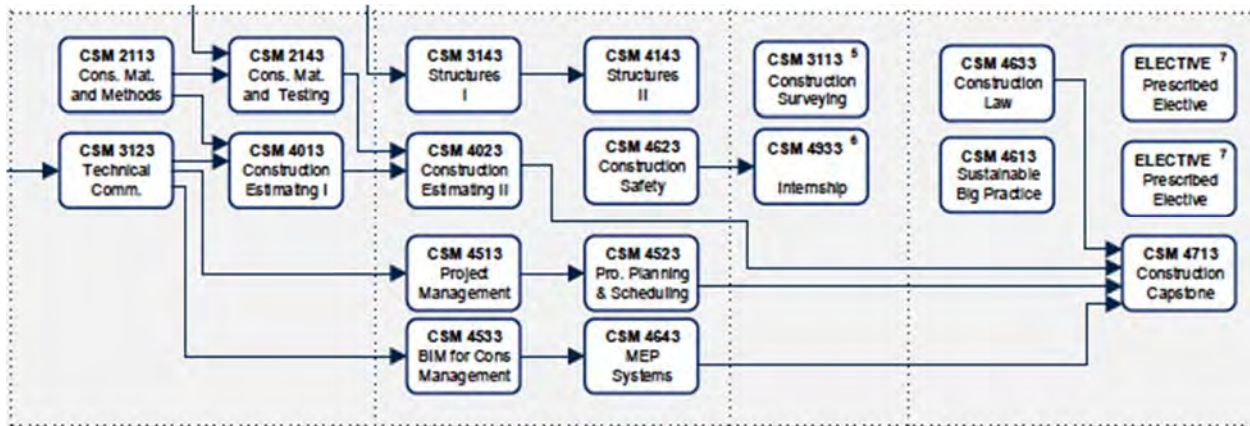 CSM 2113
Cons. Mat.
and Methods
CSM 2143
Cons. Mat.
and Testing
CSM 3143
Structures
I
CSM 4143
Structures
II
CSM 3113 5
Construction
Surveying
CSM 4633
Construction
Law
ELECTIVE 7
Prescribed
Elective
CSM 3123
Technical
Comm.
CSM 4013
Construction
Estimating I
CSM 4023
Construction
Estimating II
CSM 4623
Construction
Safety
CSM 4933 6
Internship
CSM 4613
Sustainable
Big Practice
ELECTIVE 7
Prescribed
Elective
CSM 4513
Project
Management
CSM 4523
Pro. Planning
& Scheduling
CSM 4713
Construction
Capstone
CSM 4533
BIM for Cons
Management
CSM 4643
MEP
Systems